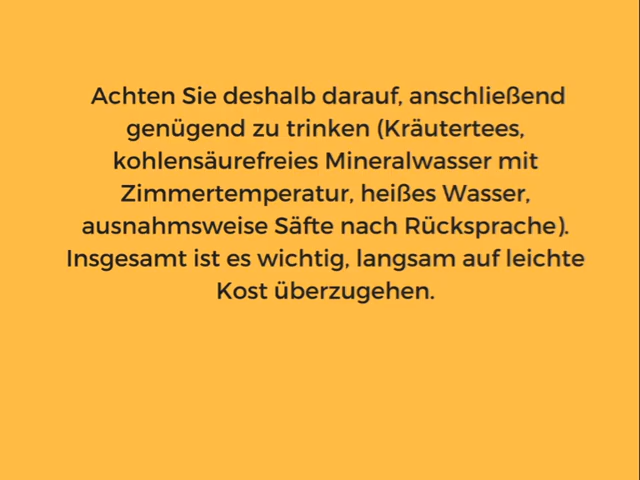 Achten Sie deshalb darauf, anschließend
genügend zu trinken (Kräutertees,
kohlensäurefreies Mineralwasser mit
Zimmertemperatur, heißes Wasser,
ausnahmsweise Säfte nach Rücksprache).
Insgesamt ist es wichtig, langsam auf leichte
Kost überzugehen.